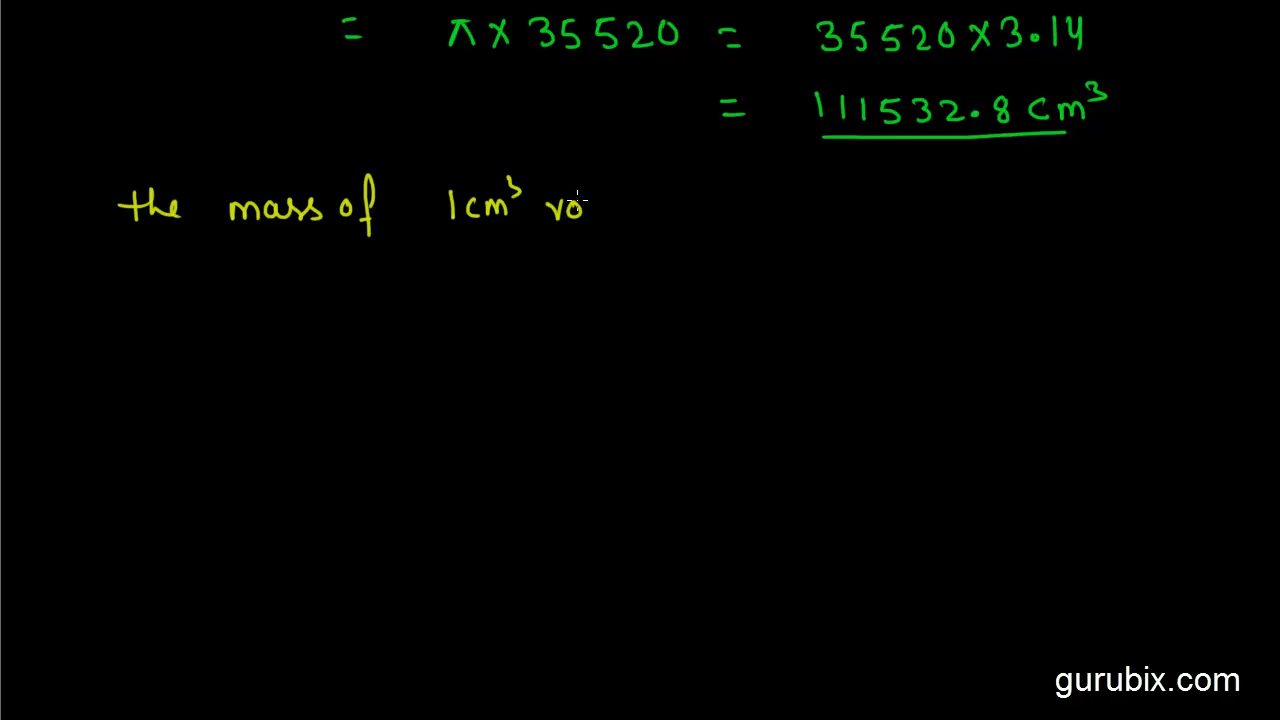 = π × 35520 = 35520 × 3.14
= 111532.8 cm³
the mass of 1cm³ vo
gurubix.com